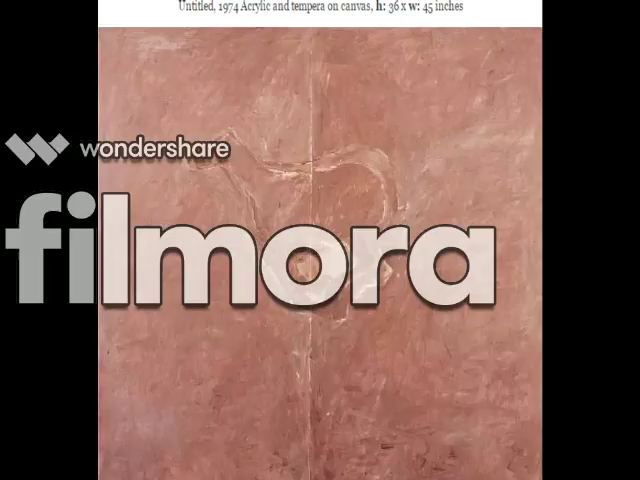 Untitled, 1974 Acrylic and tempera on canvas, h: 36 x w: 45 inches
wondershare
filmora